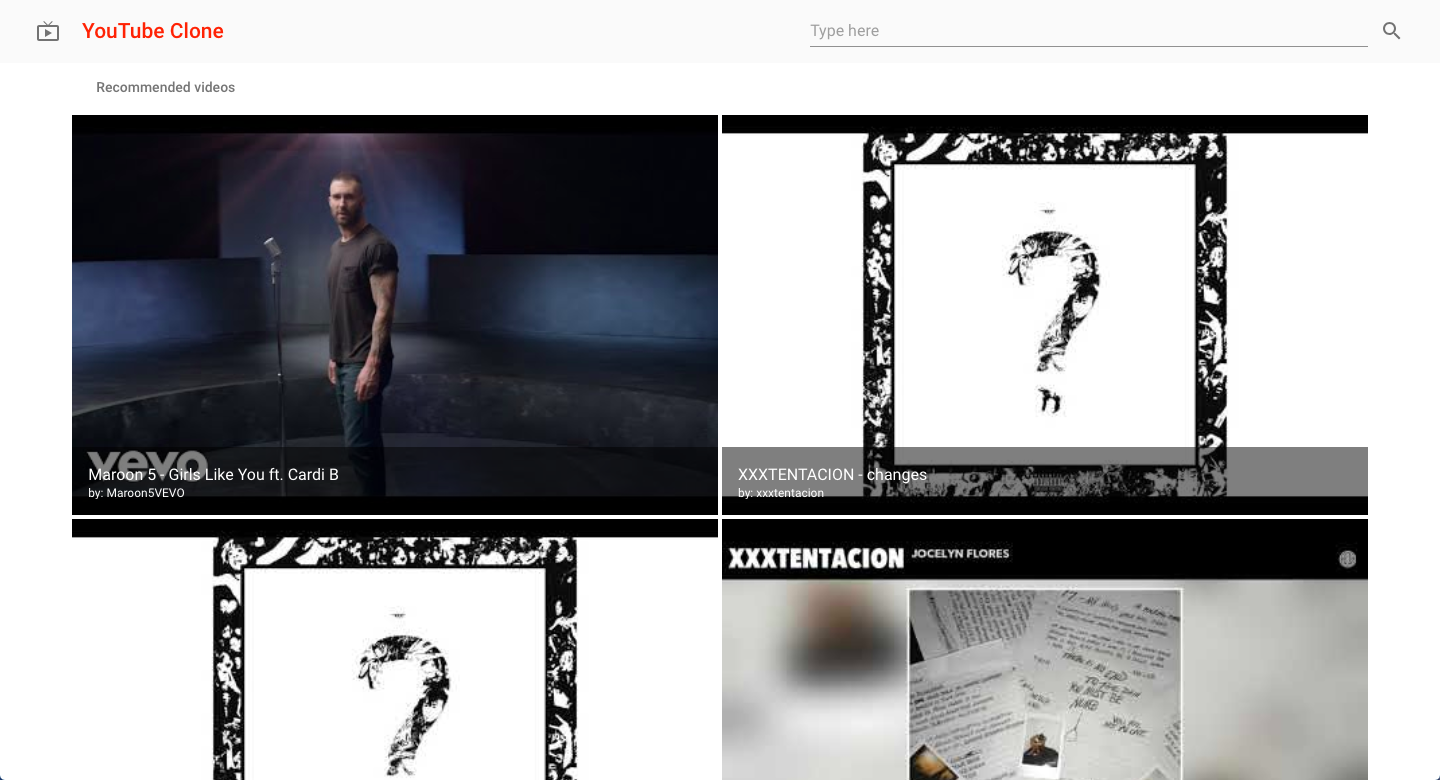 YouTube Clone
Type here
Recommended videos
vevo
Maroon 5 - Girls Like You ft. Cardi B
by: Maroon5VEVO
XXXTENTACION - changes
by: xxxtentacion
XXXTENTACION JOCELYN FLORES